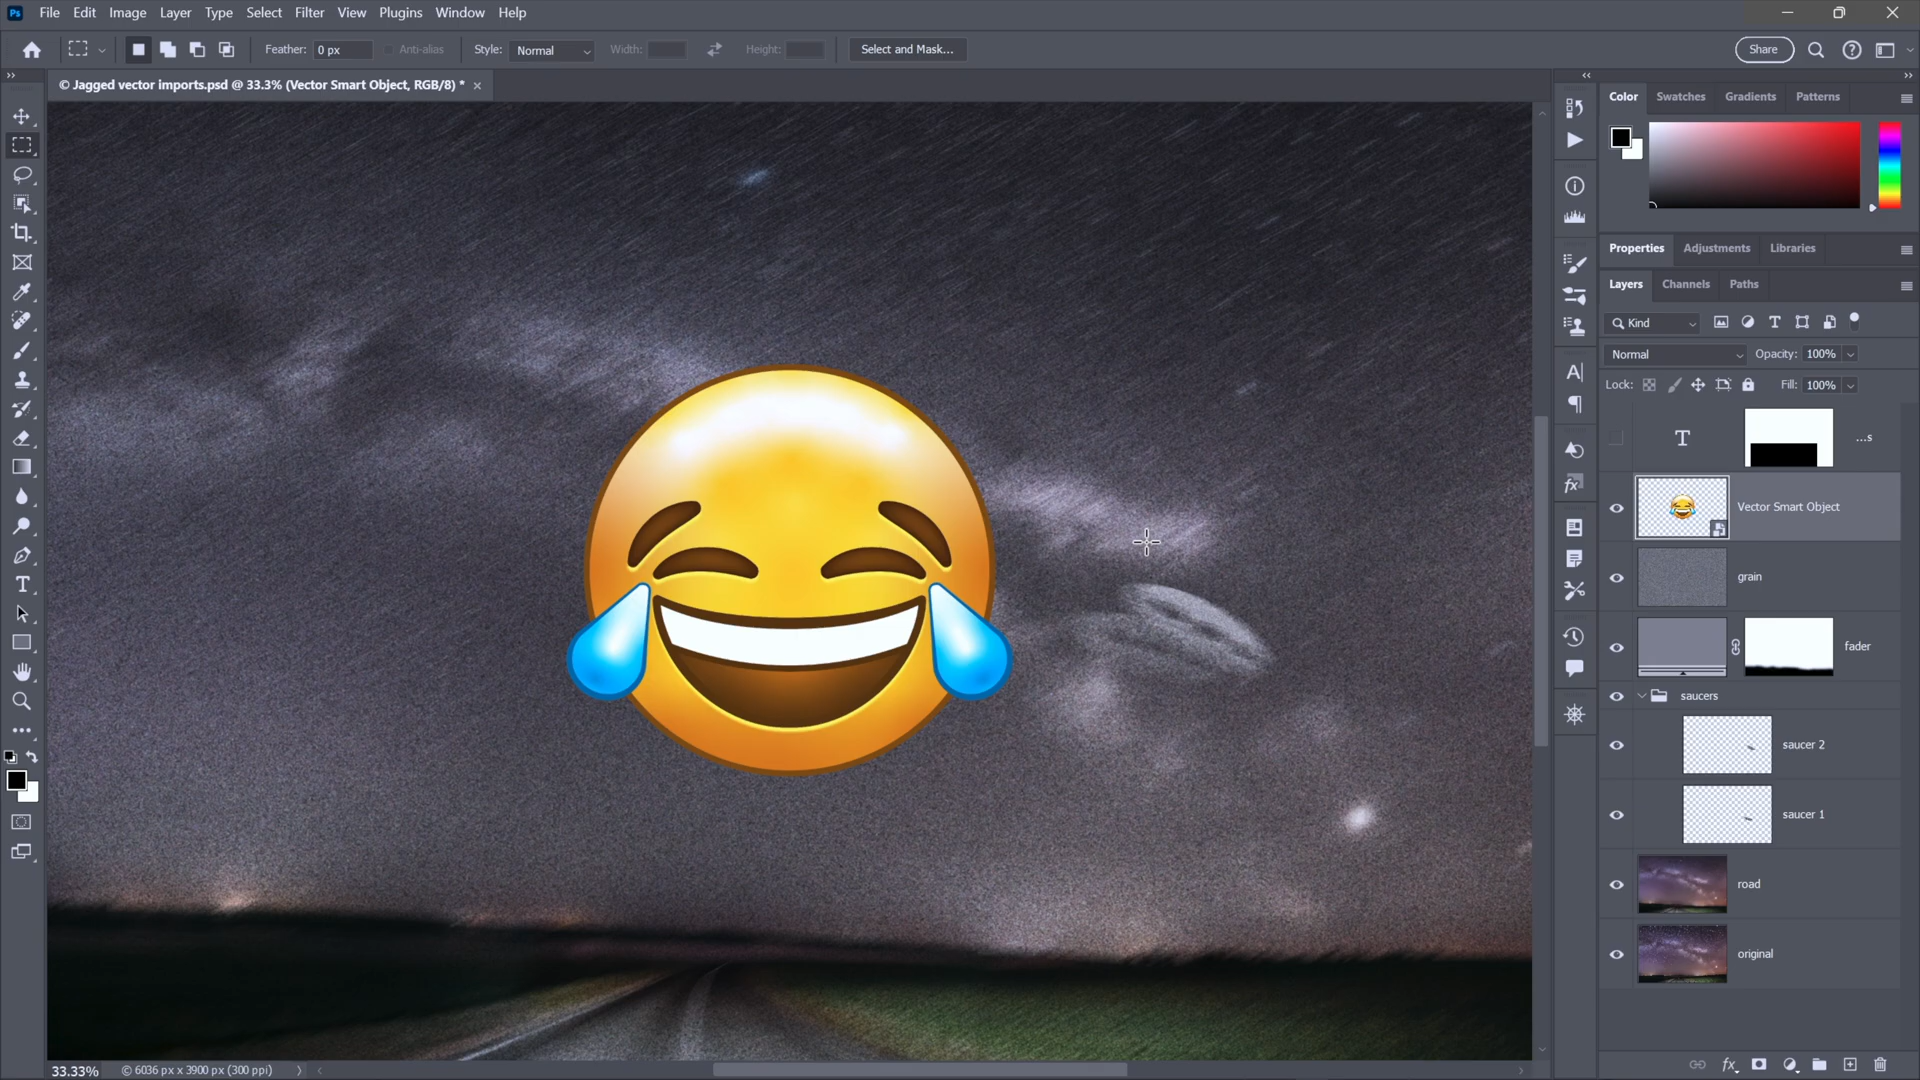 Ps File Edit Image Layer Type Select Filter View Plugins Window Help
Feather: 0 px Anti-alias Style: Normal Width: Height: Select and Mask... Share
© Jagged vector imports.psd @ 33.3% (Vector Smart Object, RGB/8) * ×
Color Swatches Gradients Patterns
Properties Adjustments Libraries
Layers Channels Paths
Kind
Normal Opacity: 100%
Lock: Fill: 100%
...s
Vector Smart Object
grain
fader
saucers
saucer 2
saucer 1
road
original
33.33% © 6036 px x 3900 px (300 ppi)